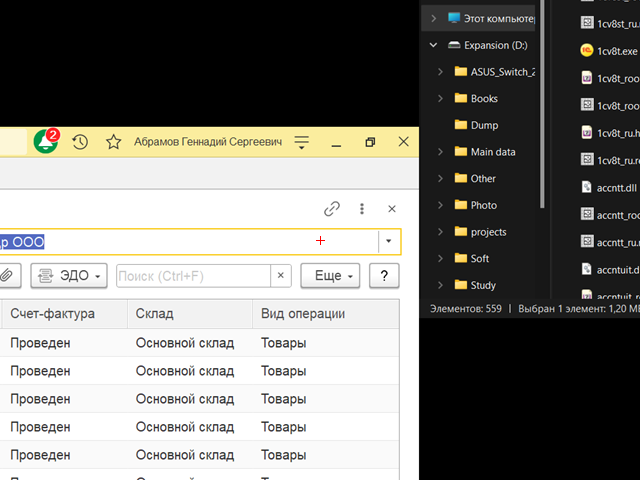 Этот компьютер
Expansion (D:)
ASUS_Switch_2
Books
Dump
Main data
Other
Photo
projects
Soft
Study
1cv8st_ru.r
1cv8t.exe
1cv8t_roo
1cv8t_roo
1cv8t_ru.h
1cv8t_ru.re
accntt.dll
accntt_roo
accntt_ru.r
accntuit.d
accntuit_r
Элементов: 559 | Выбран 1 элемент: 1,20 МБ
2
Абрамов Геннадий Сергеевич
р ООО
ЭДО
Поиск (Ctrl+F)
×
Еще
?
Счет-фактура Склад Вид операции
Проведен Основной склад Товары
Проведен Основной склад Товары
Проведен Основной склад Товары
Проведен Основной склад Товары
Проведен Основной склад Товары